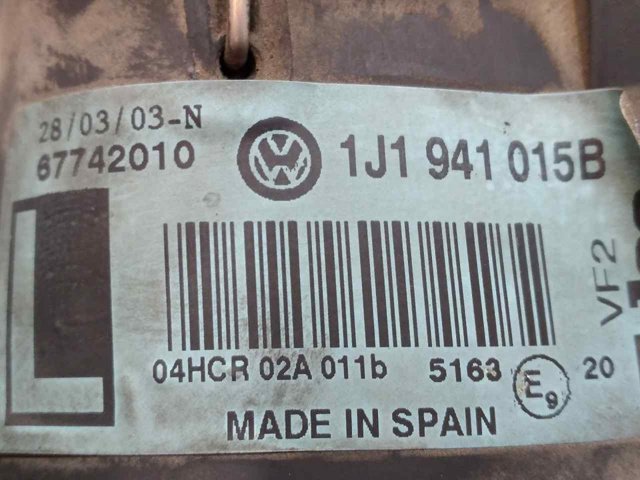 28/03/03-N
67742010
1J1 941 015B
L
VF2
04HCR 02A 011b 5163 E9 20
MADE IN SPAIN